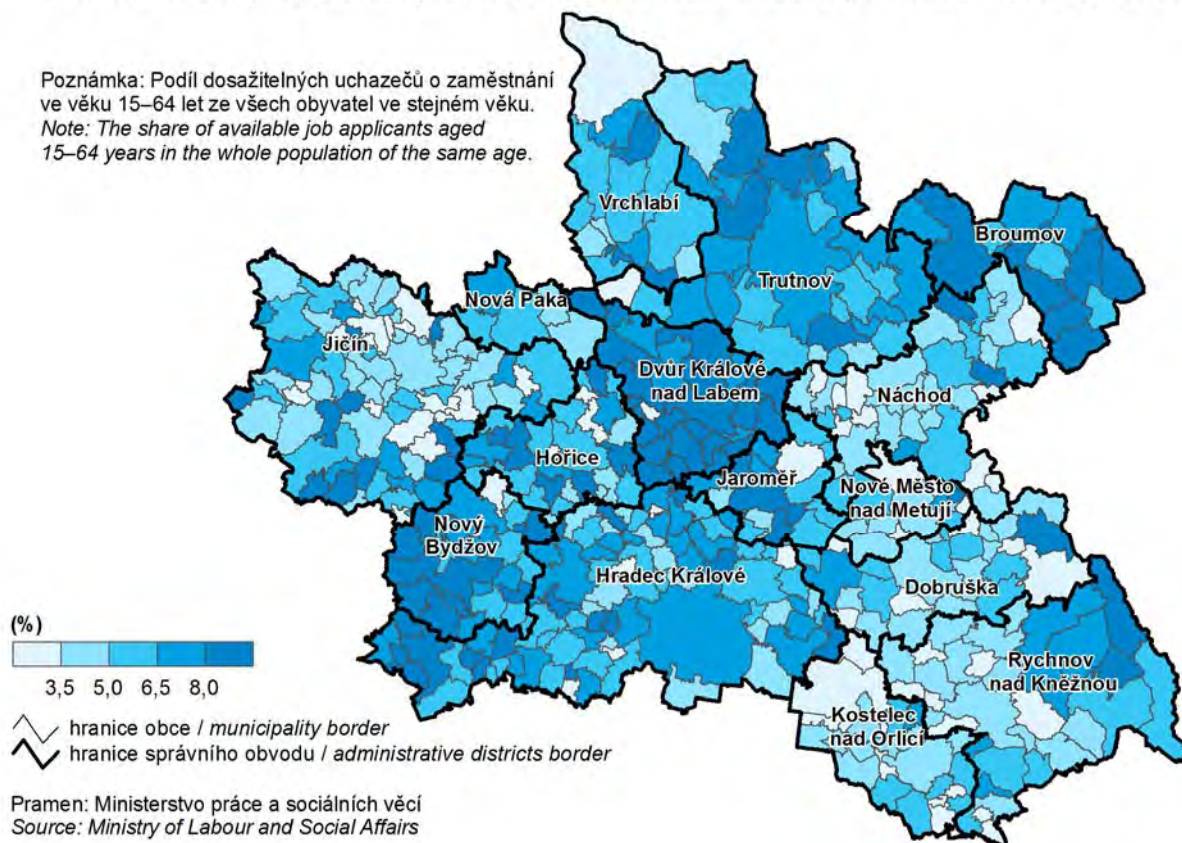 Poznámka: Podíl dosažitelných uchazečů o zaměstnání
ve věku 15–64 let ze všech obyvatel ve stejném věku.
Note: The share of available job applicants aged
15–64 years in the whole population of the same age.
Vrchlabí
Broumov
Trutnov
Nová Paka
Jičín
Dvůr Králové
nad Labem
Náchod
Hořice
Jaroměř
Nové Město
nad Metují
Nový
Bydžov
Hradec Králové
Dobruška
Rychnov
nad Kněžnou
Kostelec
nad Orlicí
(%)
3,5 5,0 6,5 8,0
hranice obce / municipality border
hranice správního obvodu / administrative districts border
Pramen: Ministerstvo práce a sociálních věcí
Source: Ministry of Labour and Social Affairs